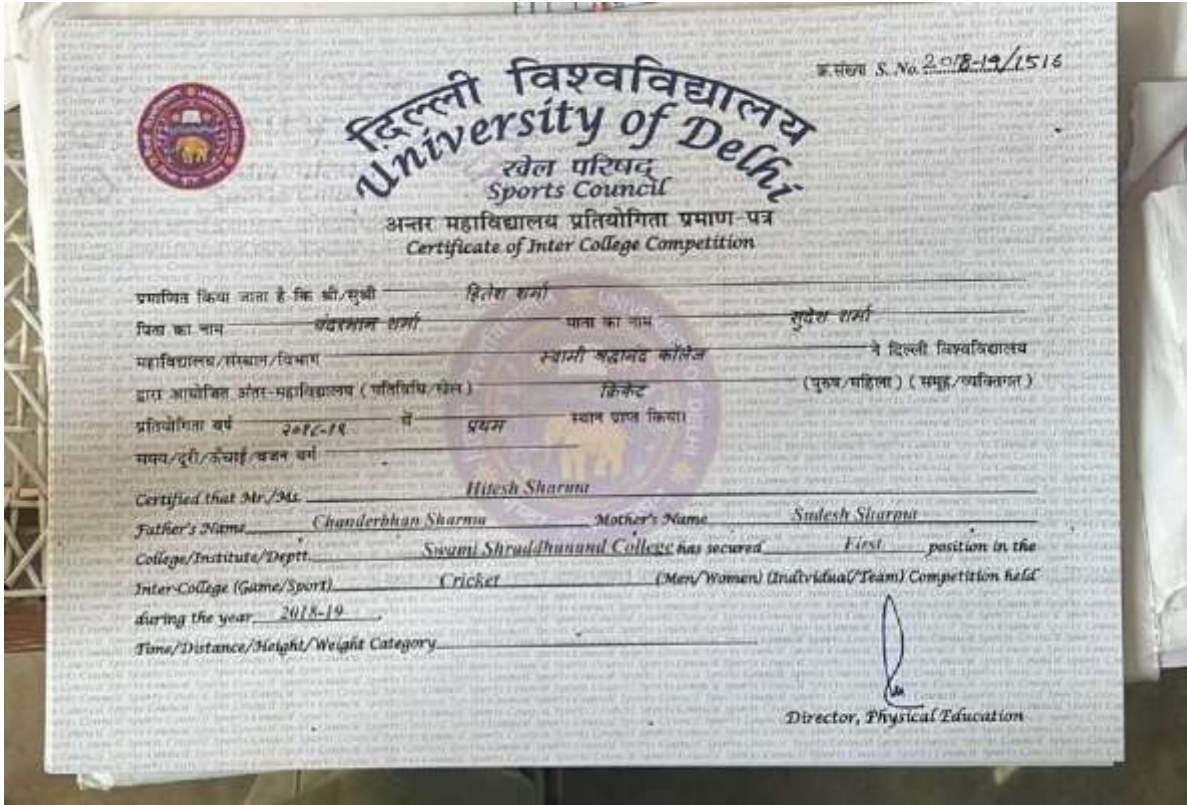 क्र.संख्या S. No. 2018-19/1516
दिल्ली विश्वविद्यालय
University of Delhi
खेल परिषद्
Sports Council
अन्तर महाविद्यालय प्रतियोगिता प्रमाण-पत्र
Certificate of Inter College Competition
प्रमाणित किया जाता है कि श्री/सुश्री हितेश शर्मा
पिता का नाम चंदरभान शर्मा माता का नाम सुदेश शर्मा
महाविद्यालय/संस्थान/विभाग स्वामी श्रद्धानंद कॉलेज ने दिल्ली विश्वविद्यालय
द्वारा आयोजित अंतर-महाविद्यालय (गतिविधि/खेल) क्रिकेट (पुरुष/महिला) (समूह/व्यक्तिगत)
प्रतियोगिता वर्ष २०१८-१९ में प्रथम स्थान प्राप्त किया।
समय/दूरी/ऊँचाई/वजन वर्ग
Certified that Mr./Ms. Hitesh Sharma
Father's Name Chanderbhan Sharma Mother's Name Sudesh Sharma
College/Institute/Deptt. Swami Shraddhanand College has secured First position in the
Inter-College (Game/Sport) Cricket (Men/Women) (Individual/Team) Competition held
during the year 2018-19
Time/Distance/Height/Weight Category
Director, Physical Education